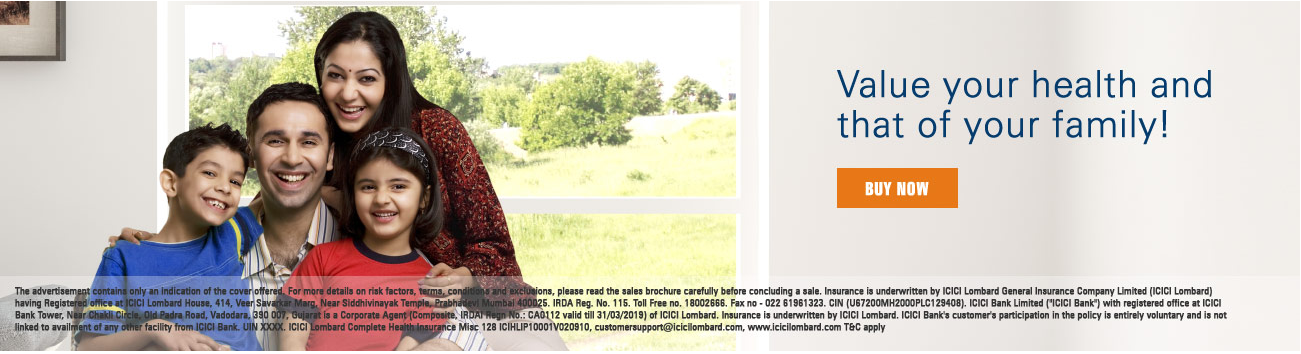 Value your health and
that of your family!
BUY NOW
The advertisement contains only an indication of the cover offered. For more details on risk factors, terms, conditions and exclusions, please read the sales brochure carefully before concluding a sale. Insurance is underwritten by ICICI Lombard General Insurance Company Limited (ICICI Lombard)
having Registered office at ICICI Lombard House, 414, Veer Savarkar Marg, Near Siddhivinayak Temple, Prabhadevi Mumbai 400025. IRDA Reg. No. 115. Toll Free no. 18002666. Fax no - 022 61961323. CIN (U67200MH2000PLC129408). ICICI Bank Limited ("ICICI Bank") with registered office at ICICI
Bank Tower, Near Chakli Circle, Old Padra Road, Vadodara, 390 007, Gujarat is a Corporate Agent (Composite, IRDAI Regn No.: CA0112 valid till 31/03/2019) of ICICI Lombard. Insurance is underwritten by ICICI Lombard. ICICI Bank's customer's participation in the policy is entirely voluntary and is not
linked to availment of any other facility from ICICI Bank. UIN XXXX. ICICI Lombard Complete Health Insurance Misc 128 ICIHLIP10001V020910, customersupport@icicilombard.com, www.icicilombard.com T&C apply